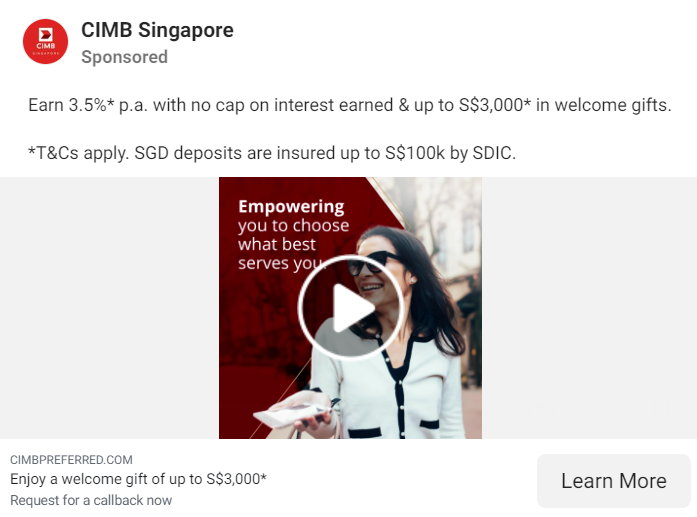 CIMB Singapore
Sponsored
Earn 3.5%* p.a. with no cap on interest earned & up to S$3,000* in welcome gifts.
*T&Cs apply. SGD deposits are insured up to S$100k by SDIC.
CIMB
SINGAPORE
Empowering
you to choose
what best
serves you.
CIMBPREFERRED.COM
Enjoy a welcome gift of up to S$3,000*
Request for a callback now
Learn More